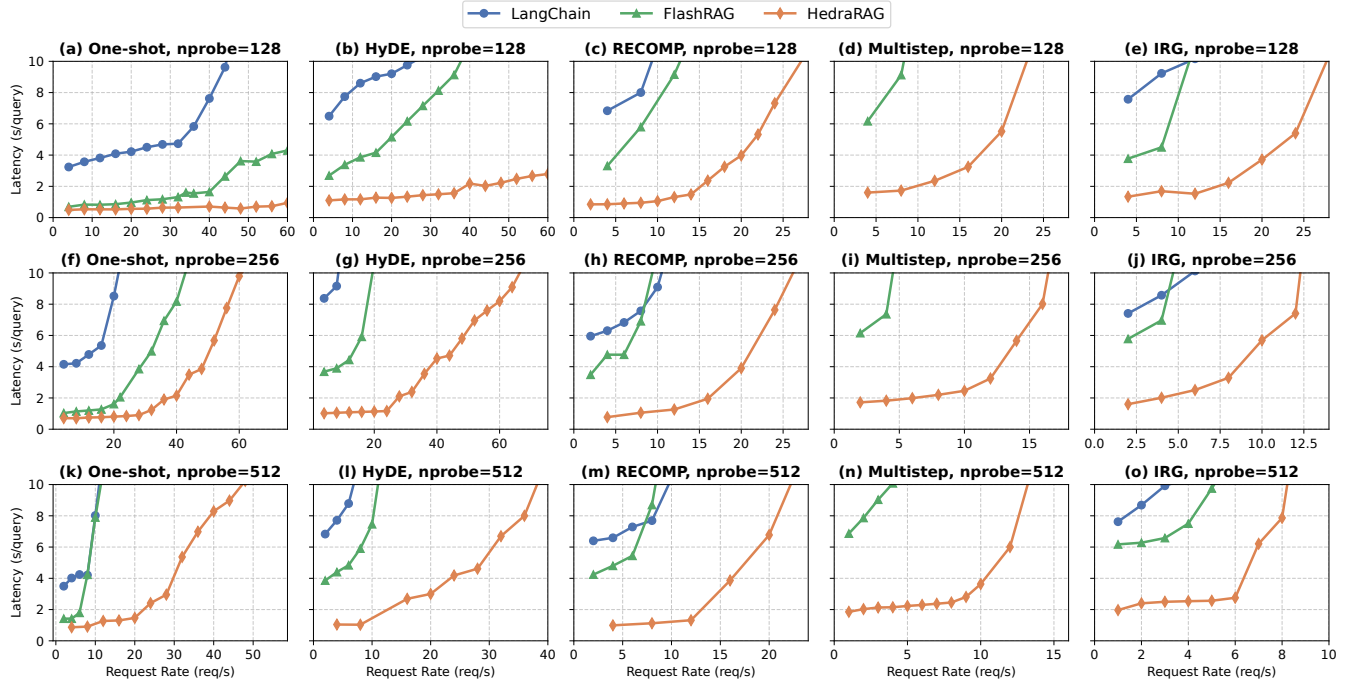 LangChain FlashRAG HedraRAG
(a) One-shot, nprobe=128 (b) HyDE, nprobe=128 (c) RECOMP, nprobe=128 (d) Multistep, nprobe=128 (e) IRG, nprobe=128
Latency (s/query)
10
8
6
4
2
0
0 10 20 30 40 50 60 0 10 20 30 40 50 60 0 5 10 15 20 25 0 5 10 15 20 25 0 5 10 15 20 25
(f) One-shot, nprobe=256 (g) HyDE, nprobe=256 (h) RECOMP, nprobe=256 (i) Multistep, nprobe=256 (j) IRG, nprobe=256
Latency (s/query)
10
8
6
4
2
0
20 40 60 20 40 60 0 5 10 15 20 25 0 5 10 15 0.0 2.5 5.0 7.5 10.0 12.5
(k) One-shot, nprobe=512 (l) HyDE, nprobe=512 (m) RECOMP, nprobe=512 (n) Multistep, nprobe=512 (o) IRG, nprobe=512
Latency (s/query)
10
8
6
4
2
0
0 10 20 30 40 50 0 10 20 30 40 0 5 10 15 20 0 5 10 15 0 2 4 6 8 10
Request Rate (req/s) Request Rate (req/s) Request Rate (req/s) Request Rate (req/s) Request Rate (req/s)